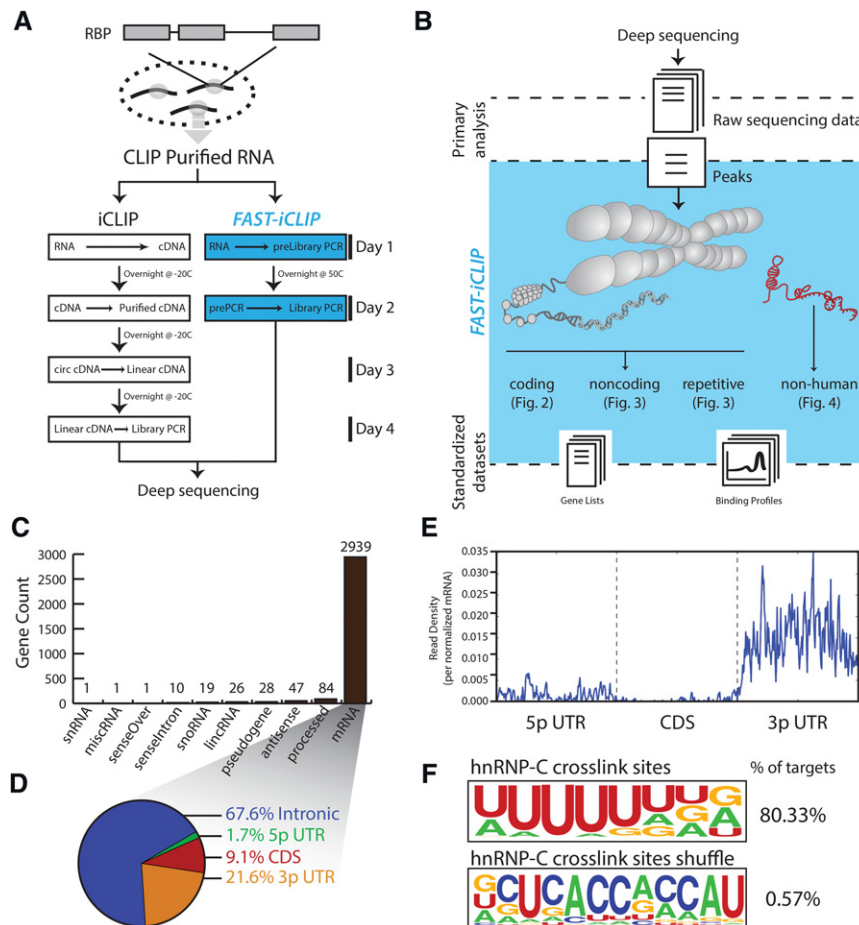 A
RBP
CLIP Purified RNA
iCLIP
FAST-iCLIP
RNA cDNA
RNA preLibrary PCR
Day 1
Overnight @ -20C
Overnight @ 50C
cDNA Purified cDNA
prePCR Library PCR
Day 2
Overnight @ -20C
circ cDNA Linear cDNA
Day 3
Overnight @ -20C
Linear cDNA Library PCR
Day 4
Deep sequencing
B
Deep sequencing
Primary
analysis
Raw sequencing data
Peaks
FAST-iCLIP
coding
(Fig. 2)
noncoding
(Fig. 3)
repetitive
(Fig. 3)
non-human
(Fig. 4)
Standardized
datasets
Gene Lists
Binding Profiles
C
Gene Count
3000
2500
2000
1500
1000
500
0
1 1 1 10 19 26 28 47 84 2939
snRNA
miscRNA
senseOver
senseIntron
snoRNA
lincRNA
pseudogene
antisense
processed
mRNA
D
67.6% Intronic
1.7% 5p UTR
9.1% CDS
21.6% 3p UTR
E
Read Density
(per normalized mRNA)
0.035
0.030
0.025
0.020
0.015
0.010
0.005
0.000
5p UTR CDS 3p UTR
F
hnRNP-C crosslink sites
% of targets
UUUUUUUG
AAUAAAGA
GGAU
80.33%
hnRNP-C crosslink sites shuffle
GCUCACCACCAU
0.57%